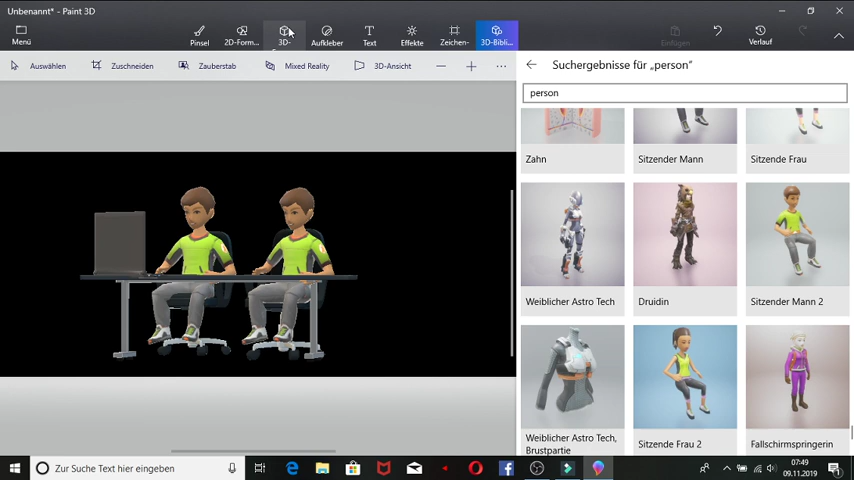 Unbenannt* - Paint 3D
Menü
Pinsel
2D-Form...
3D-
Aufkleber
Text
Effekte
Zeichen-
3D-Bibli...
Einfügen
Verlauf
Auswählen
Zuschneiden
Zauberstab
Mixed Reality
3D-Ansicht
Suchergebnisse für „person“
person
Zahn
Sitzender Mann
Sitzende Frau
Weiblicher Astro Tech
Druidin
Sitzender Mann 2
Weiblicher Astro Tech,
Brustpartie
Sitzende Frau 2
Fallschirmspringerin
Zur Suche Text hier eingeben
07:49
09.11.2019